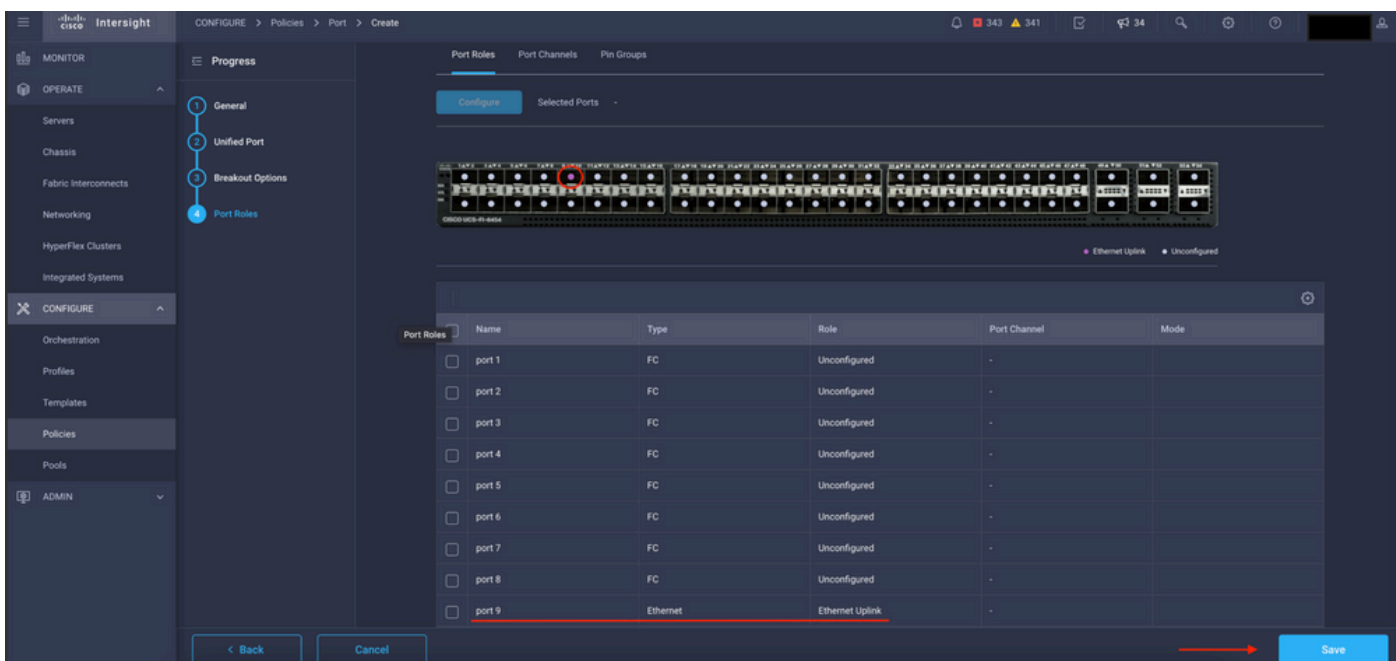 cisco Intersight
CONFIGURE > Policies > Port > Create
343 341
34
MONITOR
OPERATE
Servers
Chassis
Fabric Interconnects
Networking
HyperFlex Clusters
Integrated Systems
CONFIGURE
Orchestration
Profiles
Templates
Policies
Pools
ADMIN
Progress
1 General
2 Unified Port
3 Breakout Options
4 Port Roles
Port Roles Port Channels Pin Groups
Configure Selected Ports -
CISCO UCS-FI-6454
Ethernet Uplink Unconfigured
Port Roles
Name Type Role Port Channel Mode
port 1 FC Unconfigured -
port 2 FC Unconfigured -
port 3 FC Unconfigured -
port 4 FC Unconfigured -
port 5 FC Unconfigured -
port 6 FC Unconfigured -
port 7 FC Unconfigured -
port 8 FC Unconfigured -
port 9 Ethernet Ethernet Uplink -
< Back Cancel Save